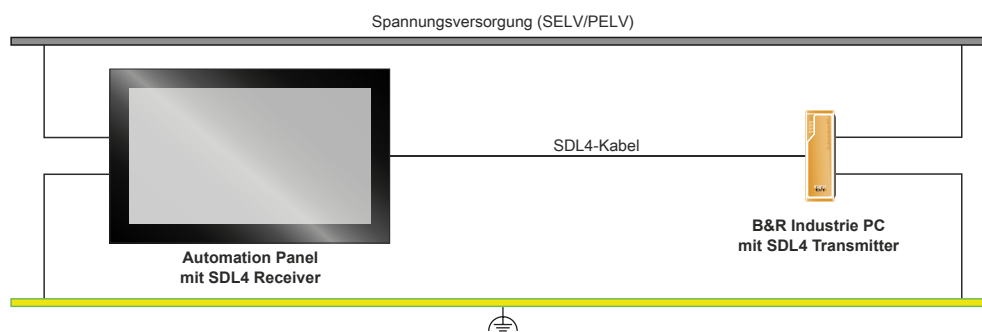 Spannungsversorgung (SELV/PELV)
SDL4-Kabel
Automation Panel
mit SDL4 Receiver
B&R Industrie PC
mit SDL4 Transmitter